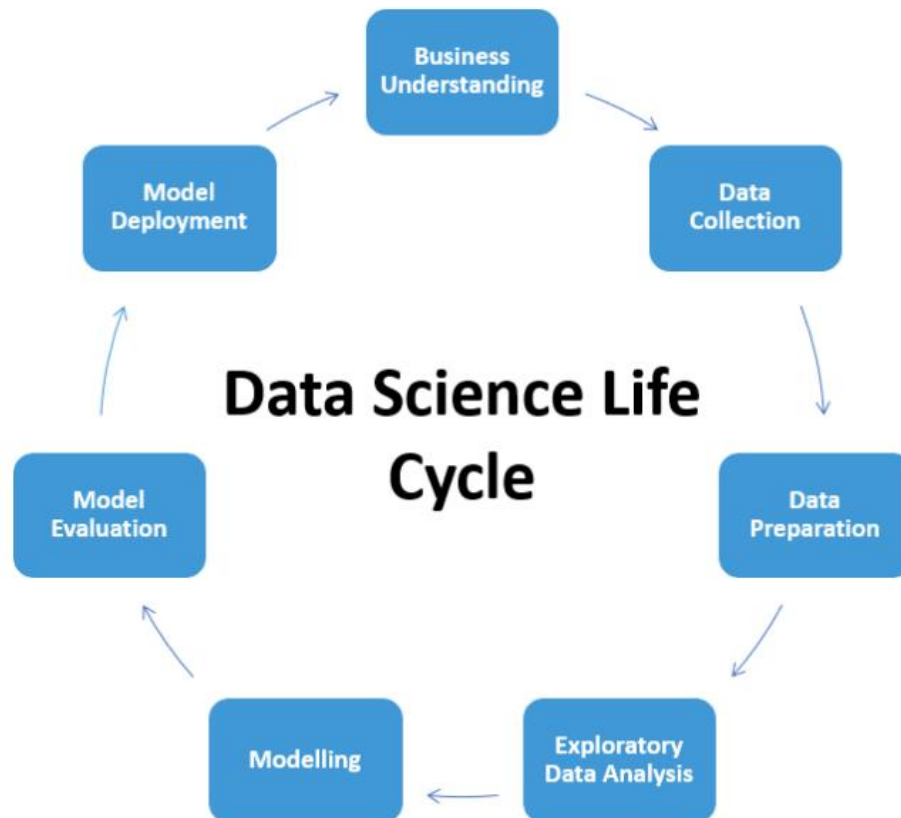 Business
Understanding
Data
Collection
Data
Preparation
Exploratory
Data Analysis
Modelling
Model
Evaluation
Model
Deployment
Data Science Life
Cycle